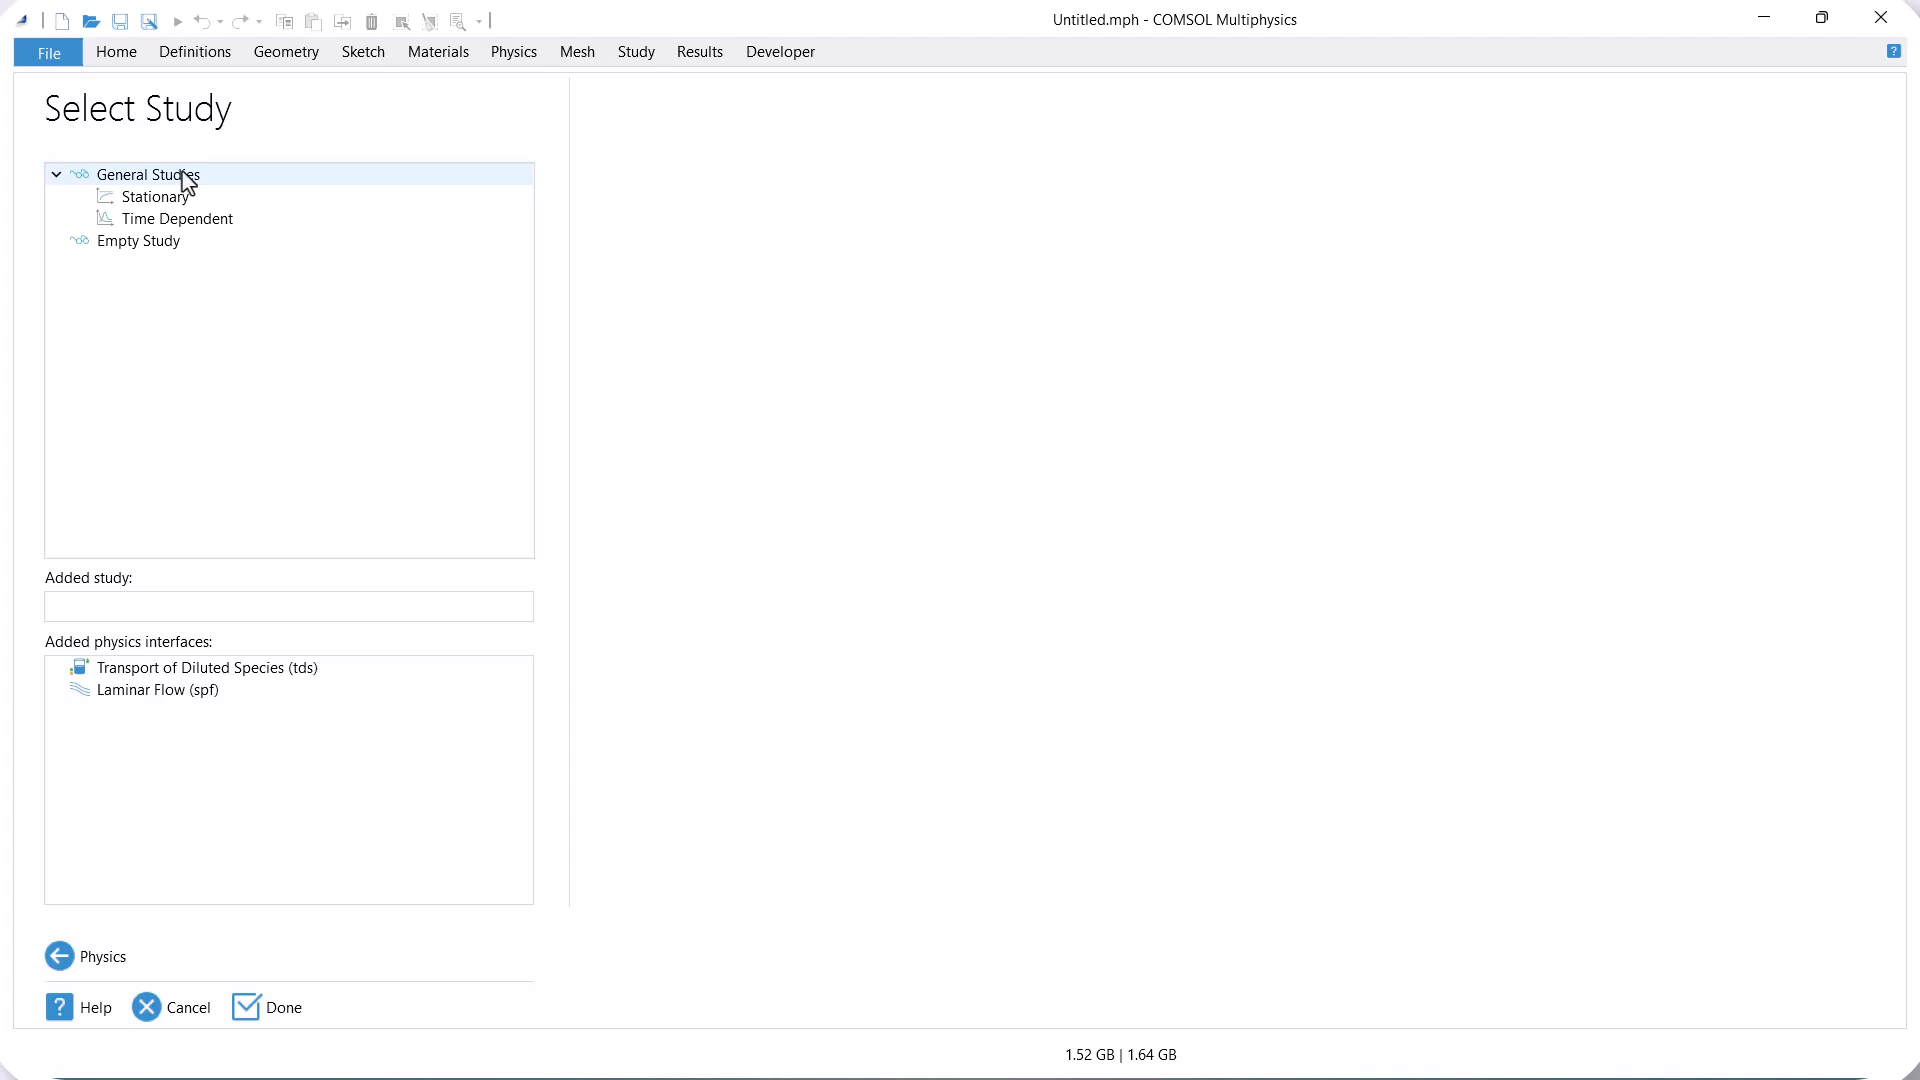 Untitled.mph - COMSOL Multiphysics
File Home Definitions Geometry Sketch Materials Physics Mesh Study Results Developer ?
Select Study
General Studies
Stationary
Time Dependent
Empty Study
Added study:
Added physics interfaces:
Transport of Diluted Species (tds)
Laminar Flow (spf)
Physics
? Help Cancel Done
1.52 GB | 1.64 GB